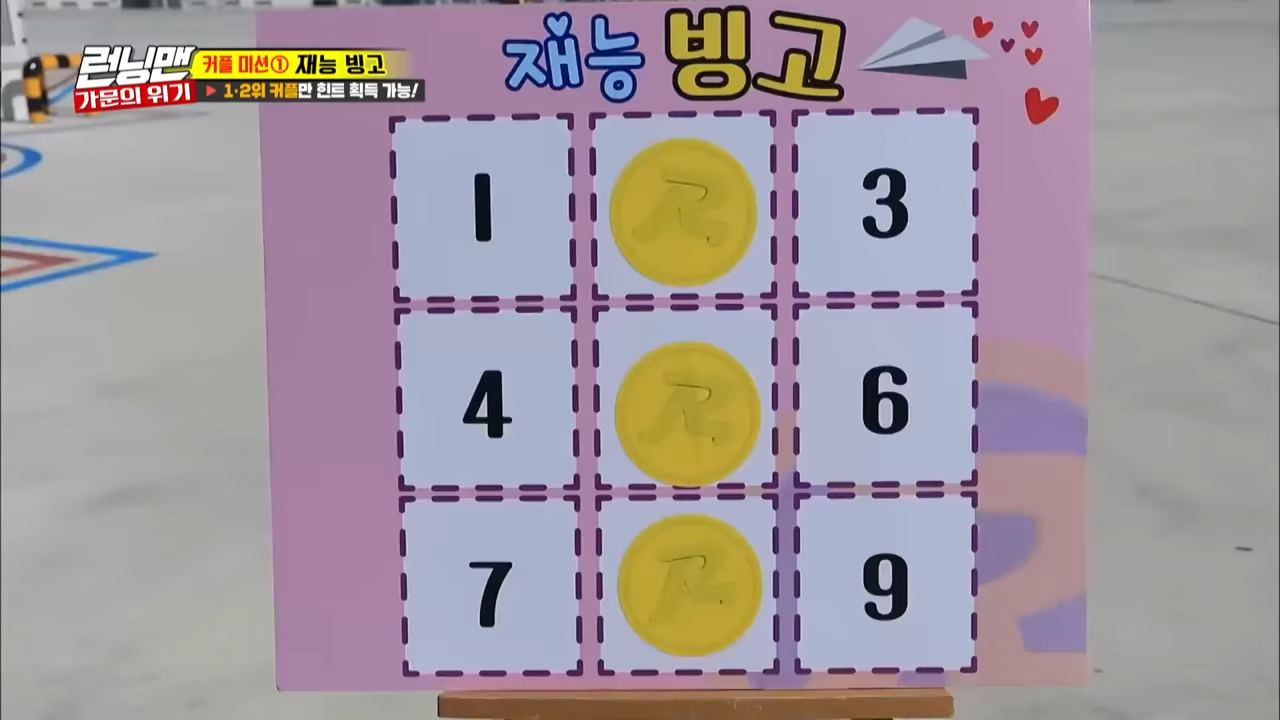 런닝맨 커플 미션① 재능 빙고
가문의 위기 ▶ 1·2위 커플만 힌트 획득 가능!
재능 빙고
1 3
4 6
7 9